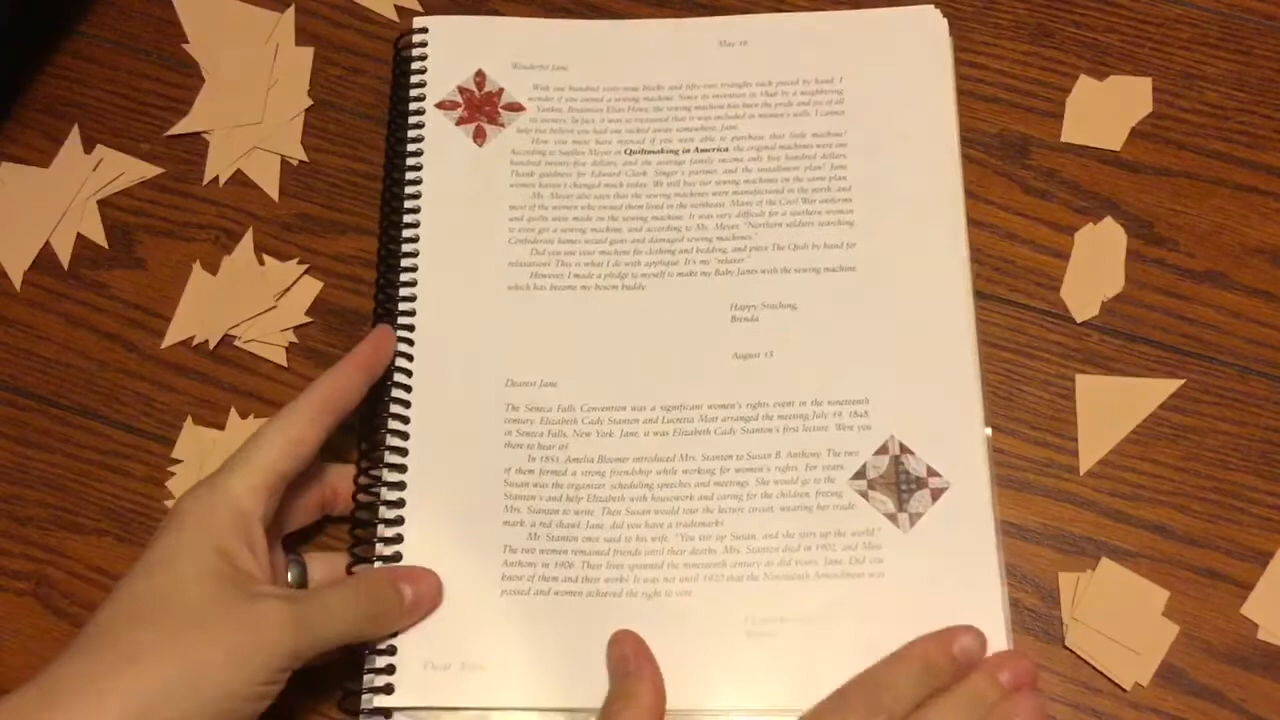 May 16
Wonderful Jane,
With one hundred sixty-nine blocks and fifty-two triangles each pieced by hand, I
wonder if you owned a sewing machine. Since its invention in 1846 by a neighboring
Yankee, Bostonian Elias Howe, the sewing machine has been the pride and joy of all
its owners. In fact, it was so treasured that it was included in women's wills. I cannot
help but believe you had one tucked away somewhere, Jane.
How you must have rejoiced if you were able to purchase that little machine!
According to Suellen Meyer in Quiltmaking in America, the original machines were one
hundred twenty-five dollars, and the average family income only five hundred dollars.
Thank goodness for Edward Clark, Singer's partner, and the installment plan! Jane,
women haven't changed much today. We still buy our sewing machines on the same plan.
Ms. Meyer also says that the sewing machines were manufactured in the north, and
most of the women who owned them lived in the northeast. Many of the Civil War uniforms
and quilts were made on the sewing machine. It was very difficult for a southern woman
to even get a sewing machine, and according to Ms. Meyer, "Northern soldiers searching
Confederate homes would guns and damaged sewing machines."
Did you use your machine for clothing and bedding, and piece The Quilt by hand for
relaxation? This is what I do with applique. It's my "relaxer."
However, I made a pledge to myself to make my Baby Janes with the sewing machine,
which has become my bosom buddy.
Happy Stitching,
Brenda
August 13
Dearest Jane,
The Seneca Falls Convention was a significant women's rights event in the nineteenth
century. Elizabeth Cady Stanton and Lucretia Mott arranged the meeting July 19, 1848,
in Seneca Falls, New York. Jane, it was Elizabeth Cady Stanton's first lecture. Were you
there to hear it?
In 1851, Amelia Bloomer introduced Mrs. Stanton to Susan B. Anthony. The two
of them formed a strong friendship while working for women's rights. For years,
Susan was the organizer, scheduling speeches and meetings. She would go to the
Stanton's and help Elizabeth with housework and caring for the children, freeing
Mrs. Stanton to write. Then Susan would tour the lecture circuit, wearing her trade-
mark, a red shawl. Jane, did you have a trademark?
Mr. Stanton once said to his wife, "You stir up Susan, and she stirs up the world."
The two women remained friends until their deaths. Mrs. Stanton died in 1902, and Miss
Anthony in 1906. Their lives spanned the nineteenth century as did yours, Jane. Did you
know of them and their work? It was not until 1920 that the Nineteenth Amendment was
passed and women achieved the right to vote.
Dear Jane